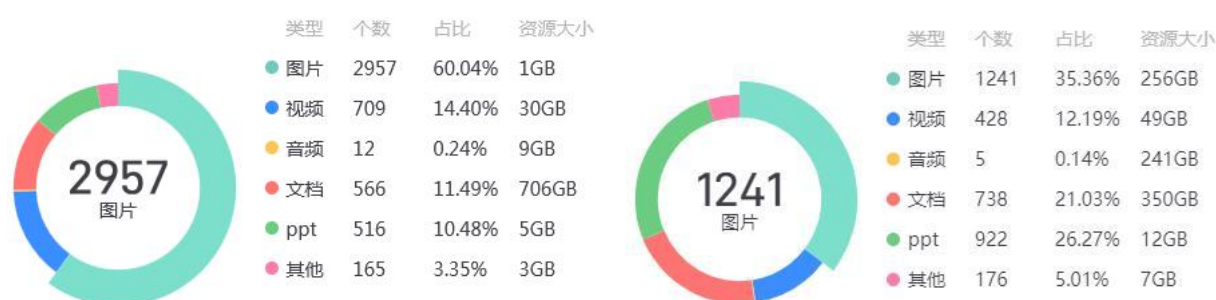 类型 个数 占比 资源大小
图片 2957 60.04% 1GB
视频 709 14.40% 30GB
音频 12 0.24% 9GB
文档 566 11.49% 706GB
ppt 516 10.48% 5GB
其他 165 3.35% 3GB
2957
图片
类型 个数 占比 资源大小
图片 1241 35.36% 256GB
视频 428 12.19% 49GB
音频 5 0.14% 241GB
文档 738 21.03% 350GB
ppt 922 26.27% 12GB
其他 176 5.01% 7GB
1241
图片